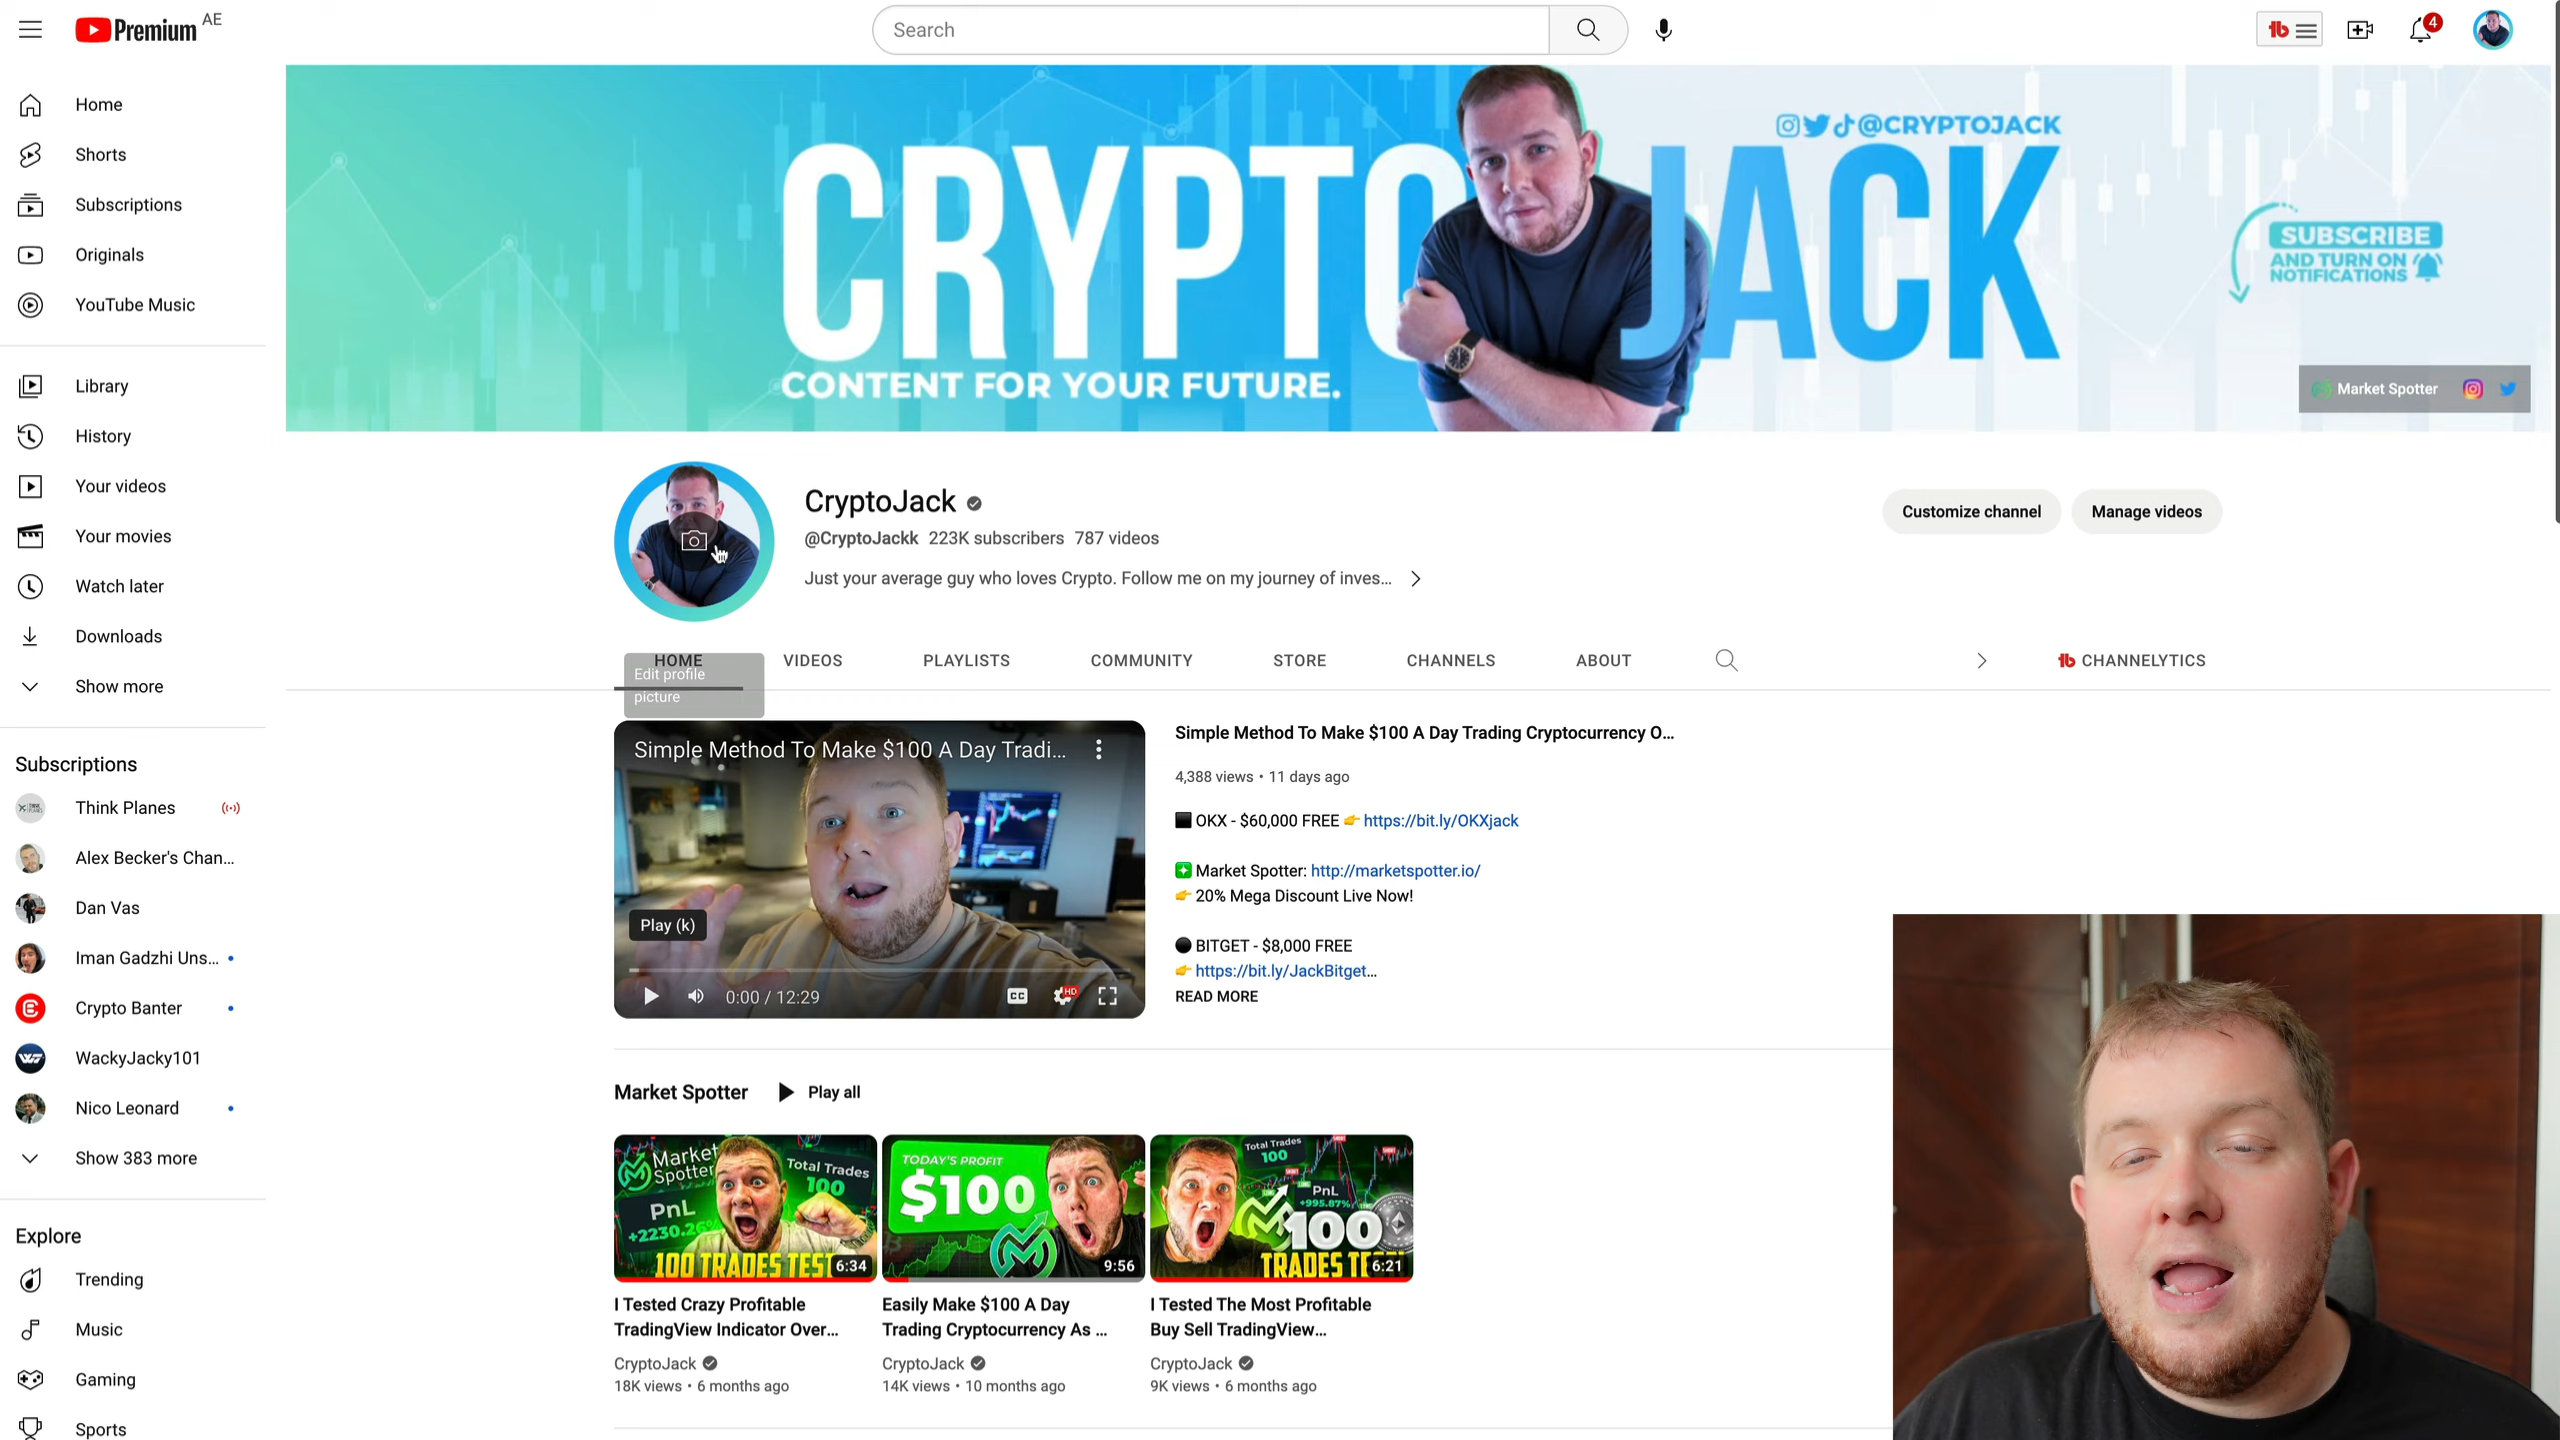 Premium AE
Search
4
Home
Shorts
Subscriptions
Originals
YouTube Music
Library
History
Your videos
Your movies
Watch later
Downloads
Show more
Subscriptions
Think Planes
Alex Becker's Chan...
Dan Vas
Iman Gadzhi Uns...
Crypto Banter
WackyJacky101
Nico Leonard
Show 383 more
Explore
Trending
Music
Gaming
Sports
@CRYPTOJACK
CRYPTO JACK
CONTENT FOR YOUR FUTURE.
SUBSCRIBE
AND TURN ON
NOTIFICATIONS
Market Spotter
CryptoJack
@CryptoJackk 223K subscribers 787 videos
Just your average guy who loves Crypto. Follow me on my journey of inves...
Customize channel
Manage videos
HOME VIDEOS PLAYLISTS COMMUNITY STORE CHANNELS ABOUT CHANNELYTICS
Edit profile
picture
Simple Method To Make $100 A Day Tradi...
Play (k)
0:00 / 12:29
CC HD
Simple Method To Make $100 A Day Trading Cryptocurrency O...
4,388 views • 11 days ago
OKX - $60,000 FREE 👉 https://bit.ly/OKXjack
Market Spotter: http://marketspotter.io/
👉 20% Mega Discount Live Now!
BITGET - $8,000 FREE
👉 https://bit.ly/JackBitget...
READ MORE
Market Spotter Play all
Market
Spotter
Total Trades
100
PnL
+2230.26%
100 TRADES TEST
6:34
TODAY'S PROFIT
$100
9:56
Total Trades
100
PnL
+995.87%
100
TRADES TE
6:21
I Tested Crazy Profitable
TradingView Indicator Over...
CryptoJack
18K views • 6 months ago
Easily Make $100 A Day
Trading Cryptocurrency As ...
CryptoJack
14K views • 10 months ago
I Tested The Most Profitable
Buy Sell TradingView...
CryptoJack
9K views • 6 months ago